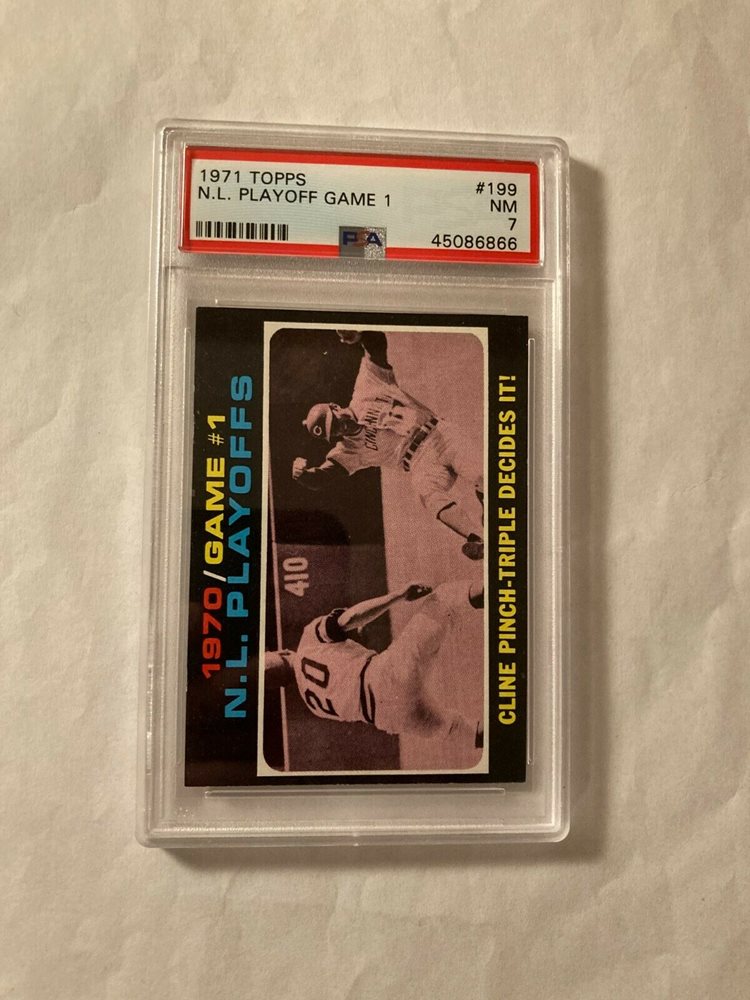 1971 TOPPS
N.L. PLAYOFF GAME 1
#199
NM
7
45086866
PSA
1970/GAME #1
N.L. PLAYOFFS
C
CINCINN
410
20
CLINE PINCH-TRIPLE DECIDES IT!